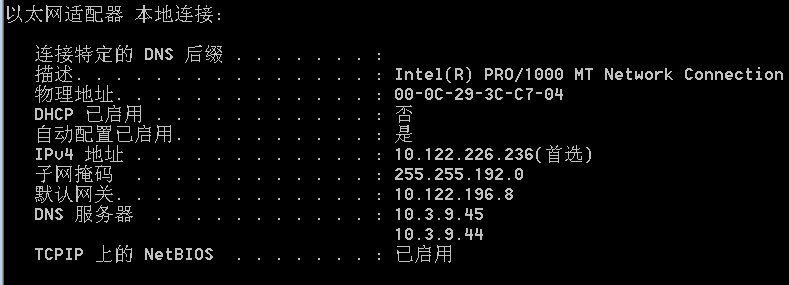 以太网适配器 本地连接:
连接特定的 DNS 后缀 . . . . . . . :
描述. . . . . . . . . . . . . . . : Intel(R) PRO/1000 MT Network Connection
物理地址. . . . . . . . . . . . . : 00-0C-29-3C-C7-04
DHCP 已启用 . . . . . . . . . . . : 否
自动配置已启用. . . . . . . . . . : 是
IPv4 地址 . . . . . . . . . . . . : 10.122.226.236(首选)
子网掩码 . . . . . . . . . . . . : 255.255.192.0
默认网关. . . . . . . . . . . . . : 10.122.196.8
DNS 服务器 . . . . . . . . . . . : 10.3.9.45
10.3.9.44
TCPIP 上的 NetBIOS . . . . . . . : 已启用